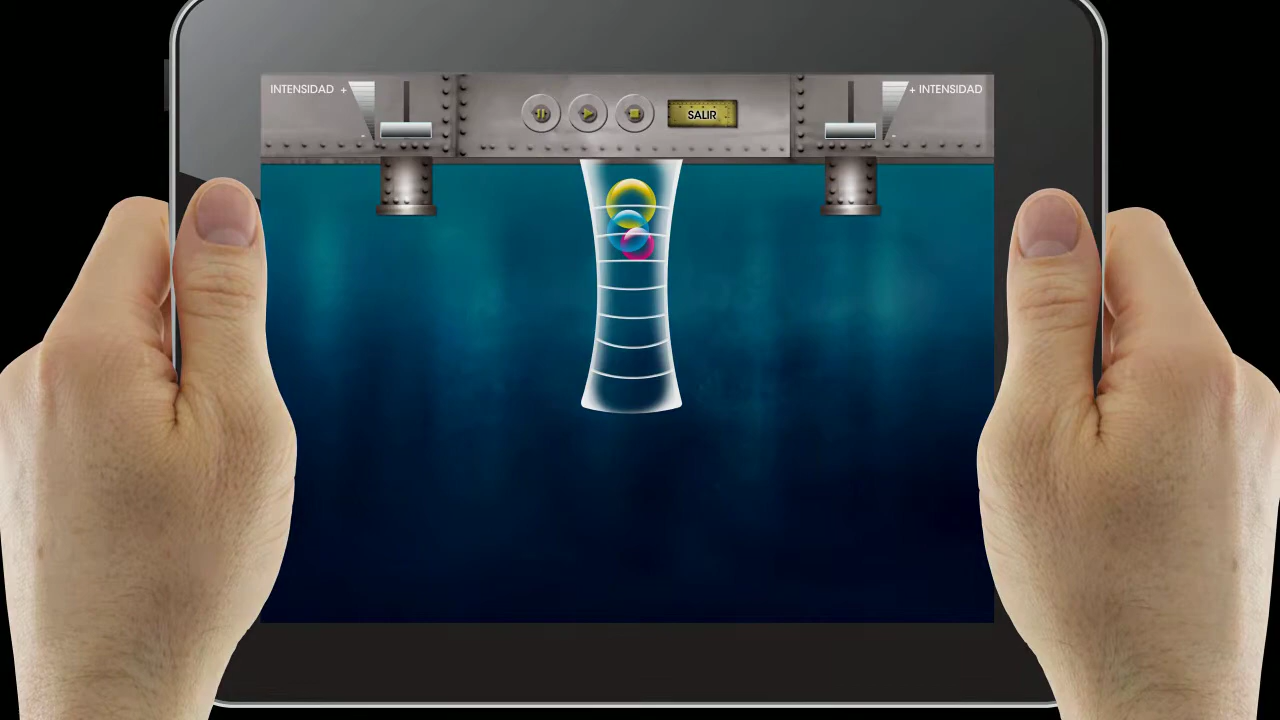 INTENSIDAD +
-
SALIR
+ INTENSIDAD
-